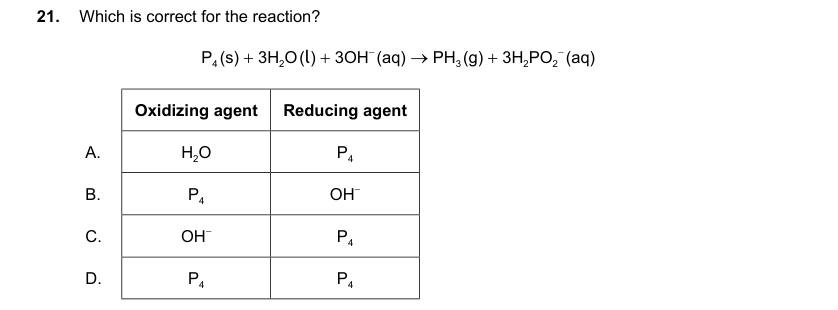 21. Which is correct for the reaction?
P₄(s) + 3H₂O(l) + 3OH⁻(aq) → PH₃(g) + 3H₂PO₂⁻(aq)
Oxidizing agent Reducing agent
A. H₂O P₄
B. P₄ OH⁻
C. OH⁻ P₄
D. P₄ P₄